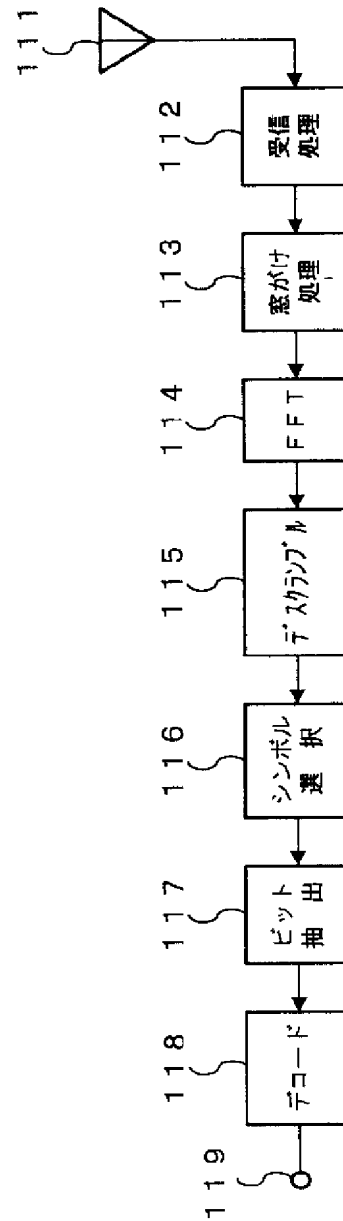 111
112
受信
処理
113
窓がけ
処理
114
FFT
115
デスクランブル
116
シンボル
選択
117
ビット
抽出
118
デコード
119